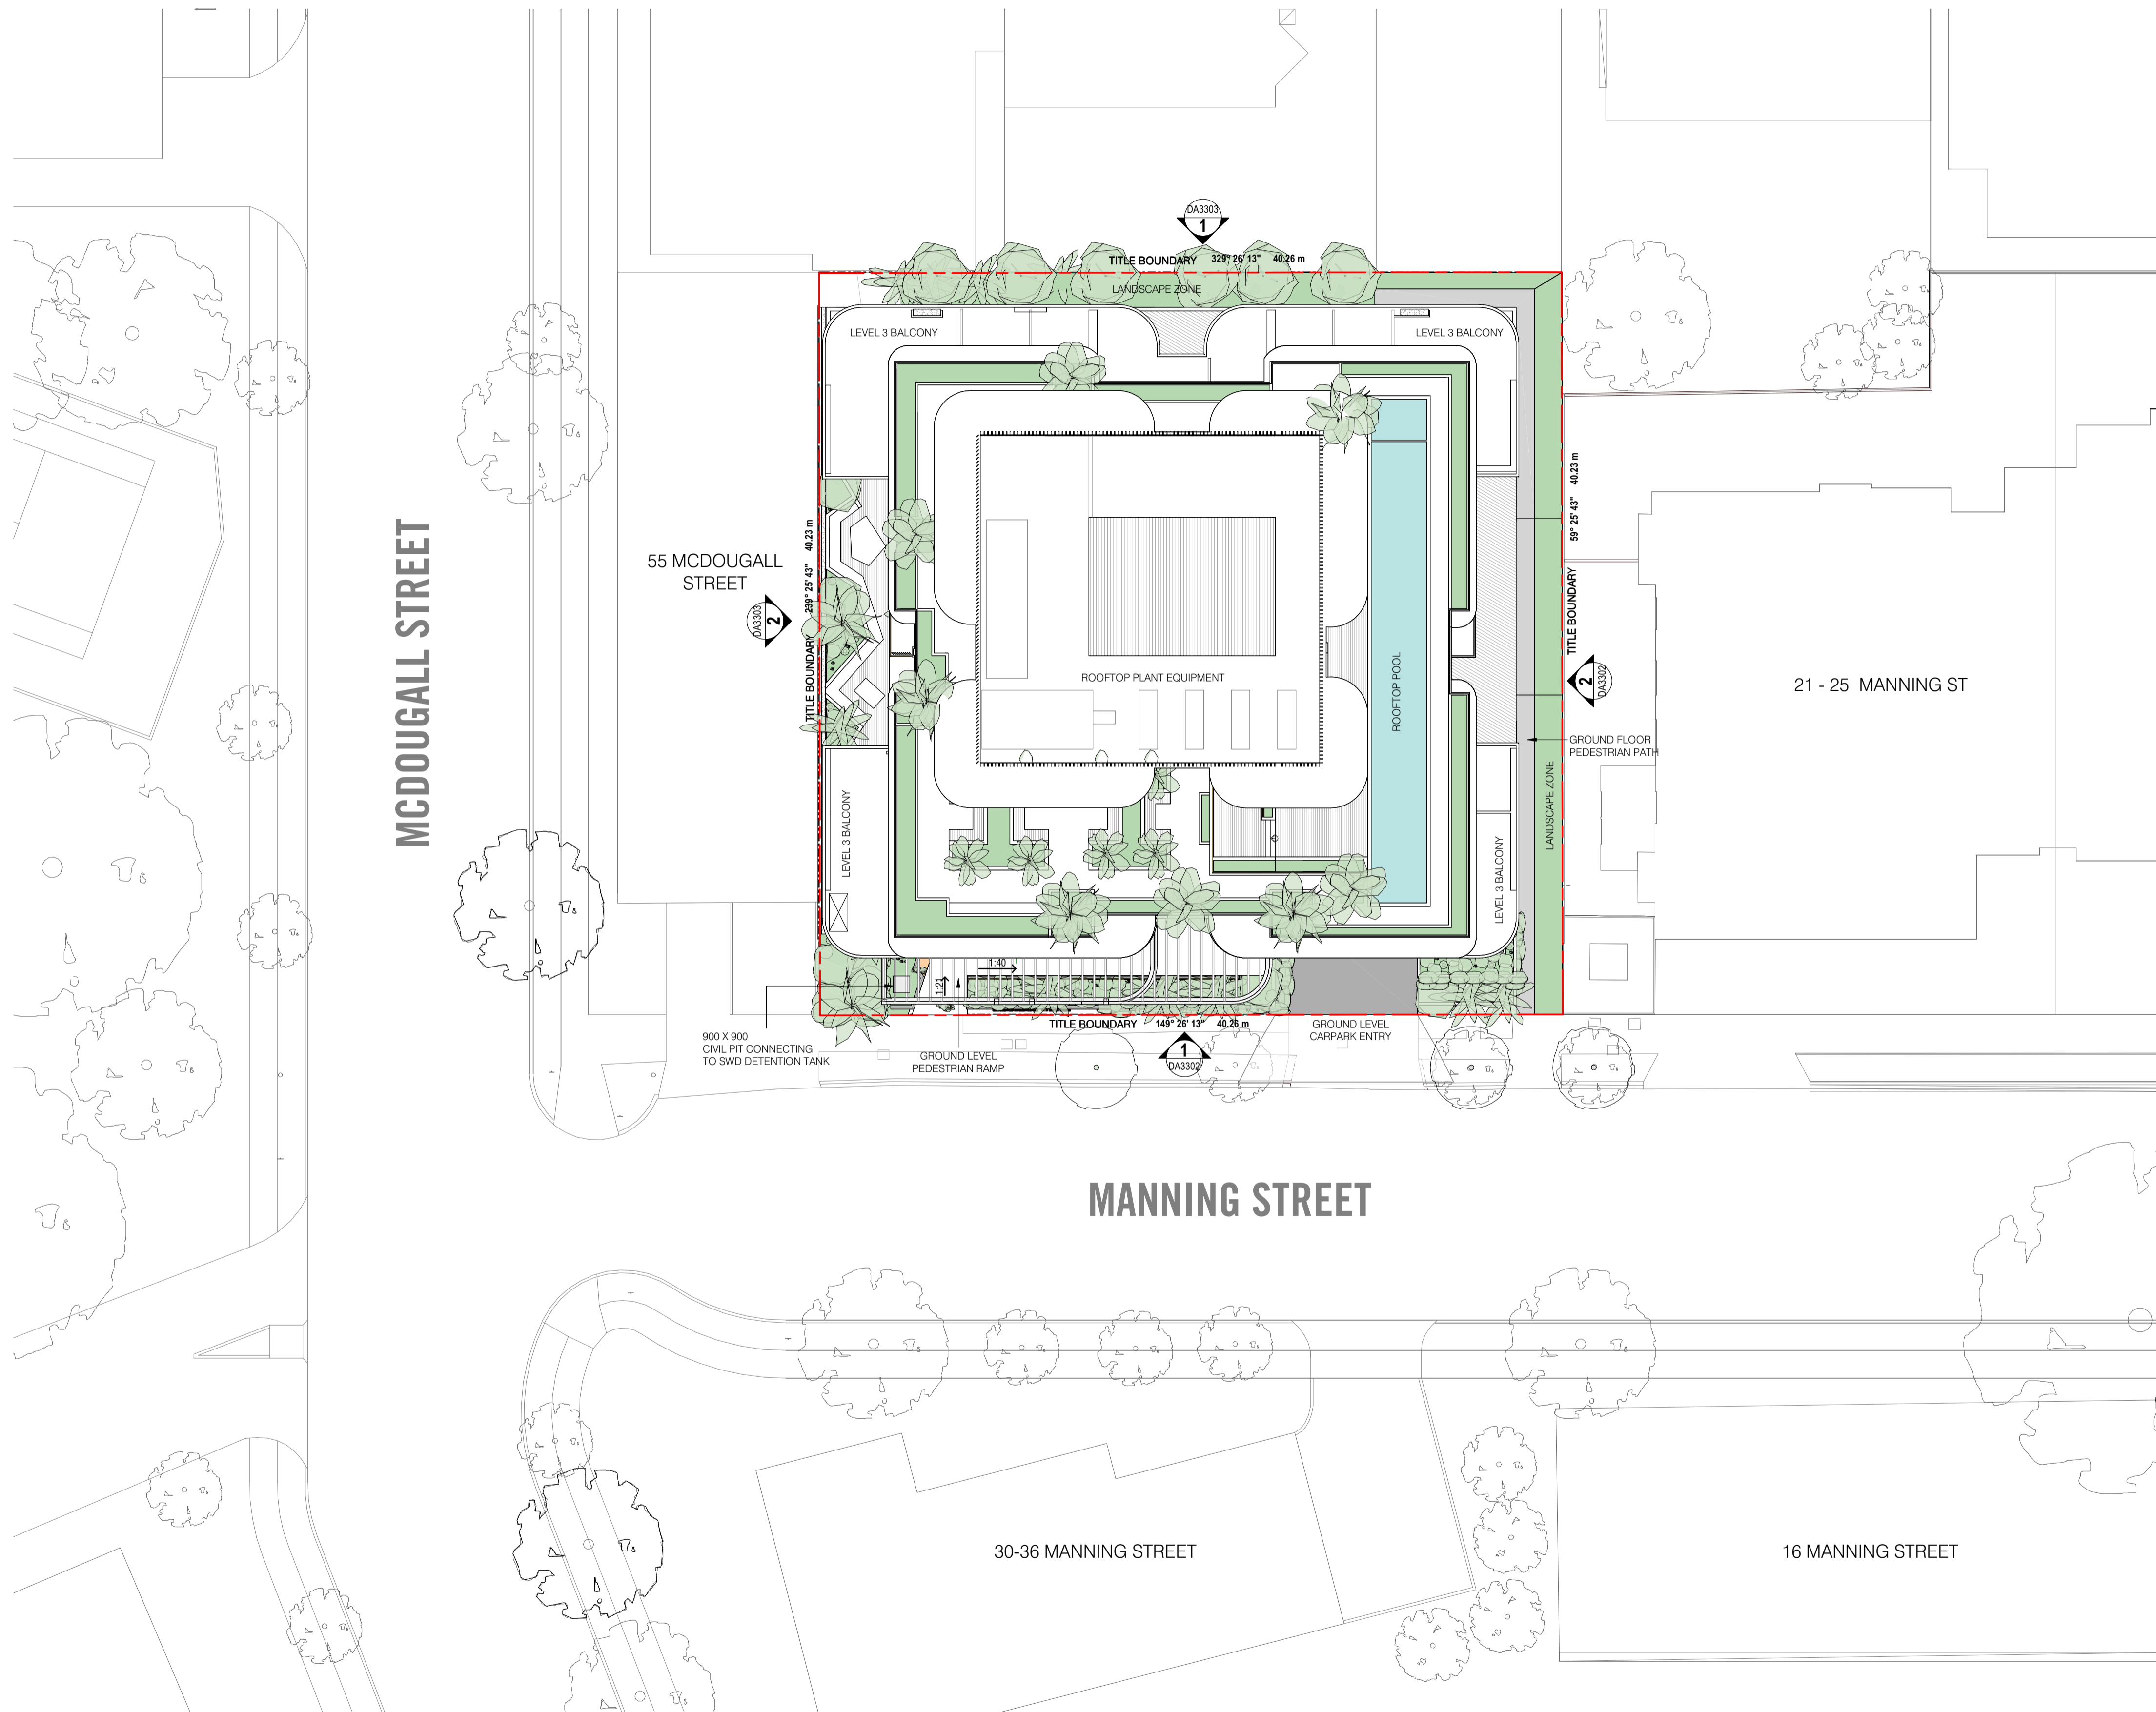 DA3303
1
TITLE BOUNDARY 329° 26' 13" 40.26 m
LANDSCAPE ZONE
LEVEL 3 BALCONY
LEVEL 3 BALCONY
MCDOUGALL STREET
55 MCDOUGALL
STREET
DA3303
2
TITLE BOUNDARY 239° 25' 43" 40.23 m
59° 25' 43" 40.23 m
TITLE BOUNDARY
ROOFTOP PLANT EQUIPMENT
ROOFTOP POOL
2
DA3302
21 - 25 MANNING ST
GROUND FLOOR
PEDESTRIAN PATH
LANDSCAPE ZONE
LEVEL 3 BALCONY
LEVEL 3 BALCONY
1:40
1:21
TITLE BOUNDARY 149° 26' 13" 40.26 m
900 X 900
CIVIL PIT CONNECTING
TO SWD DETENTION TANK
GROUND LEVEL
PEDESTRIAN RAMP
1
DA3302
GROUND LEVEL
CARPARK ENTRY
MANNING STREET
30-36 MANNING STREET
16 MANNING STREET